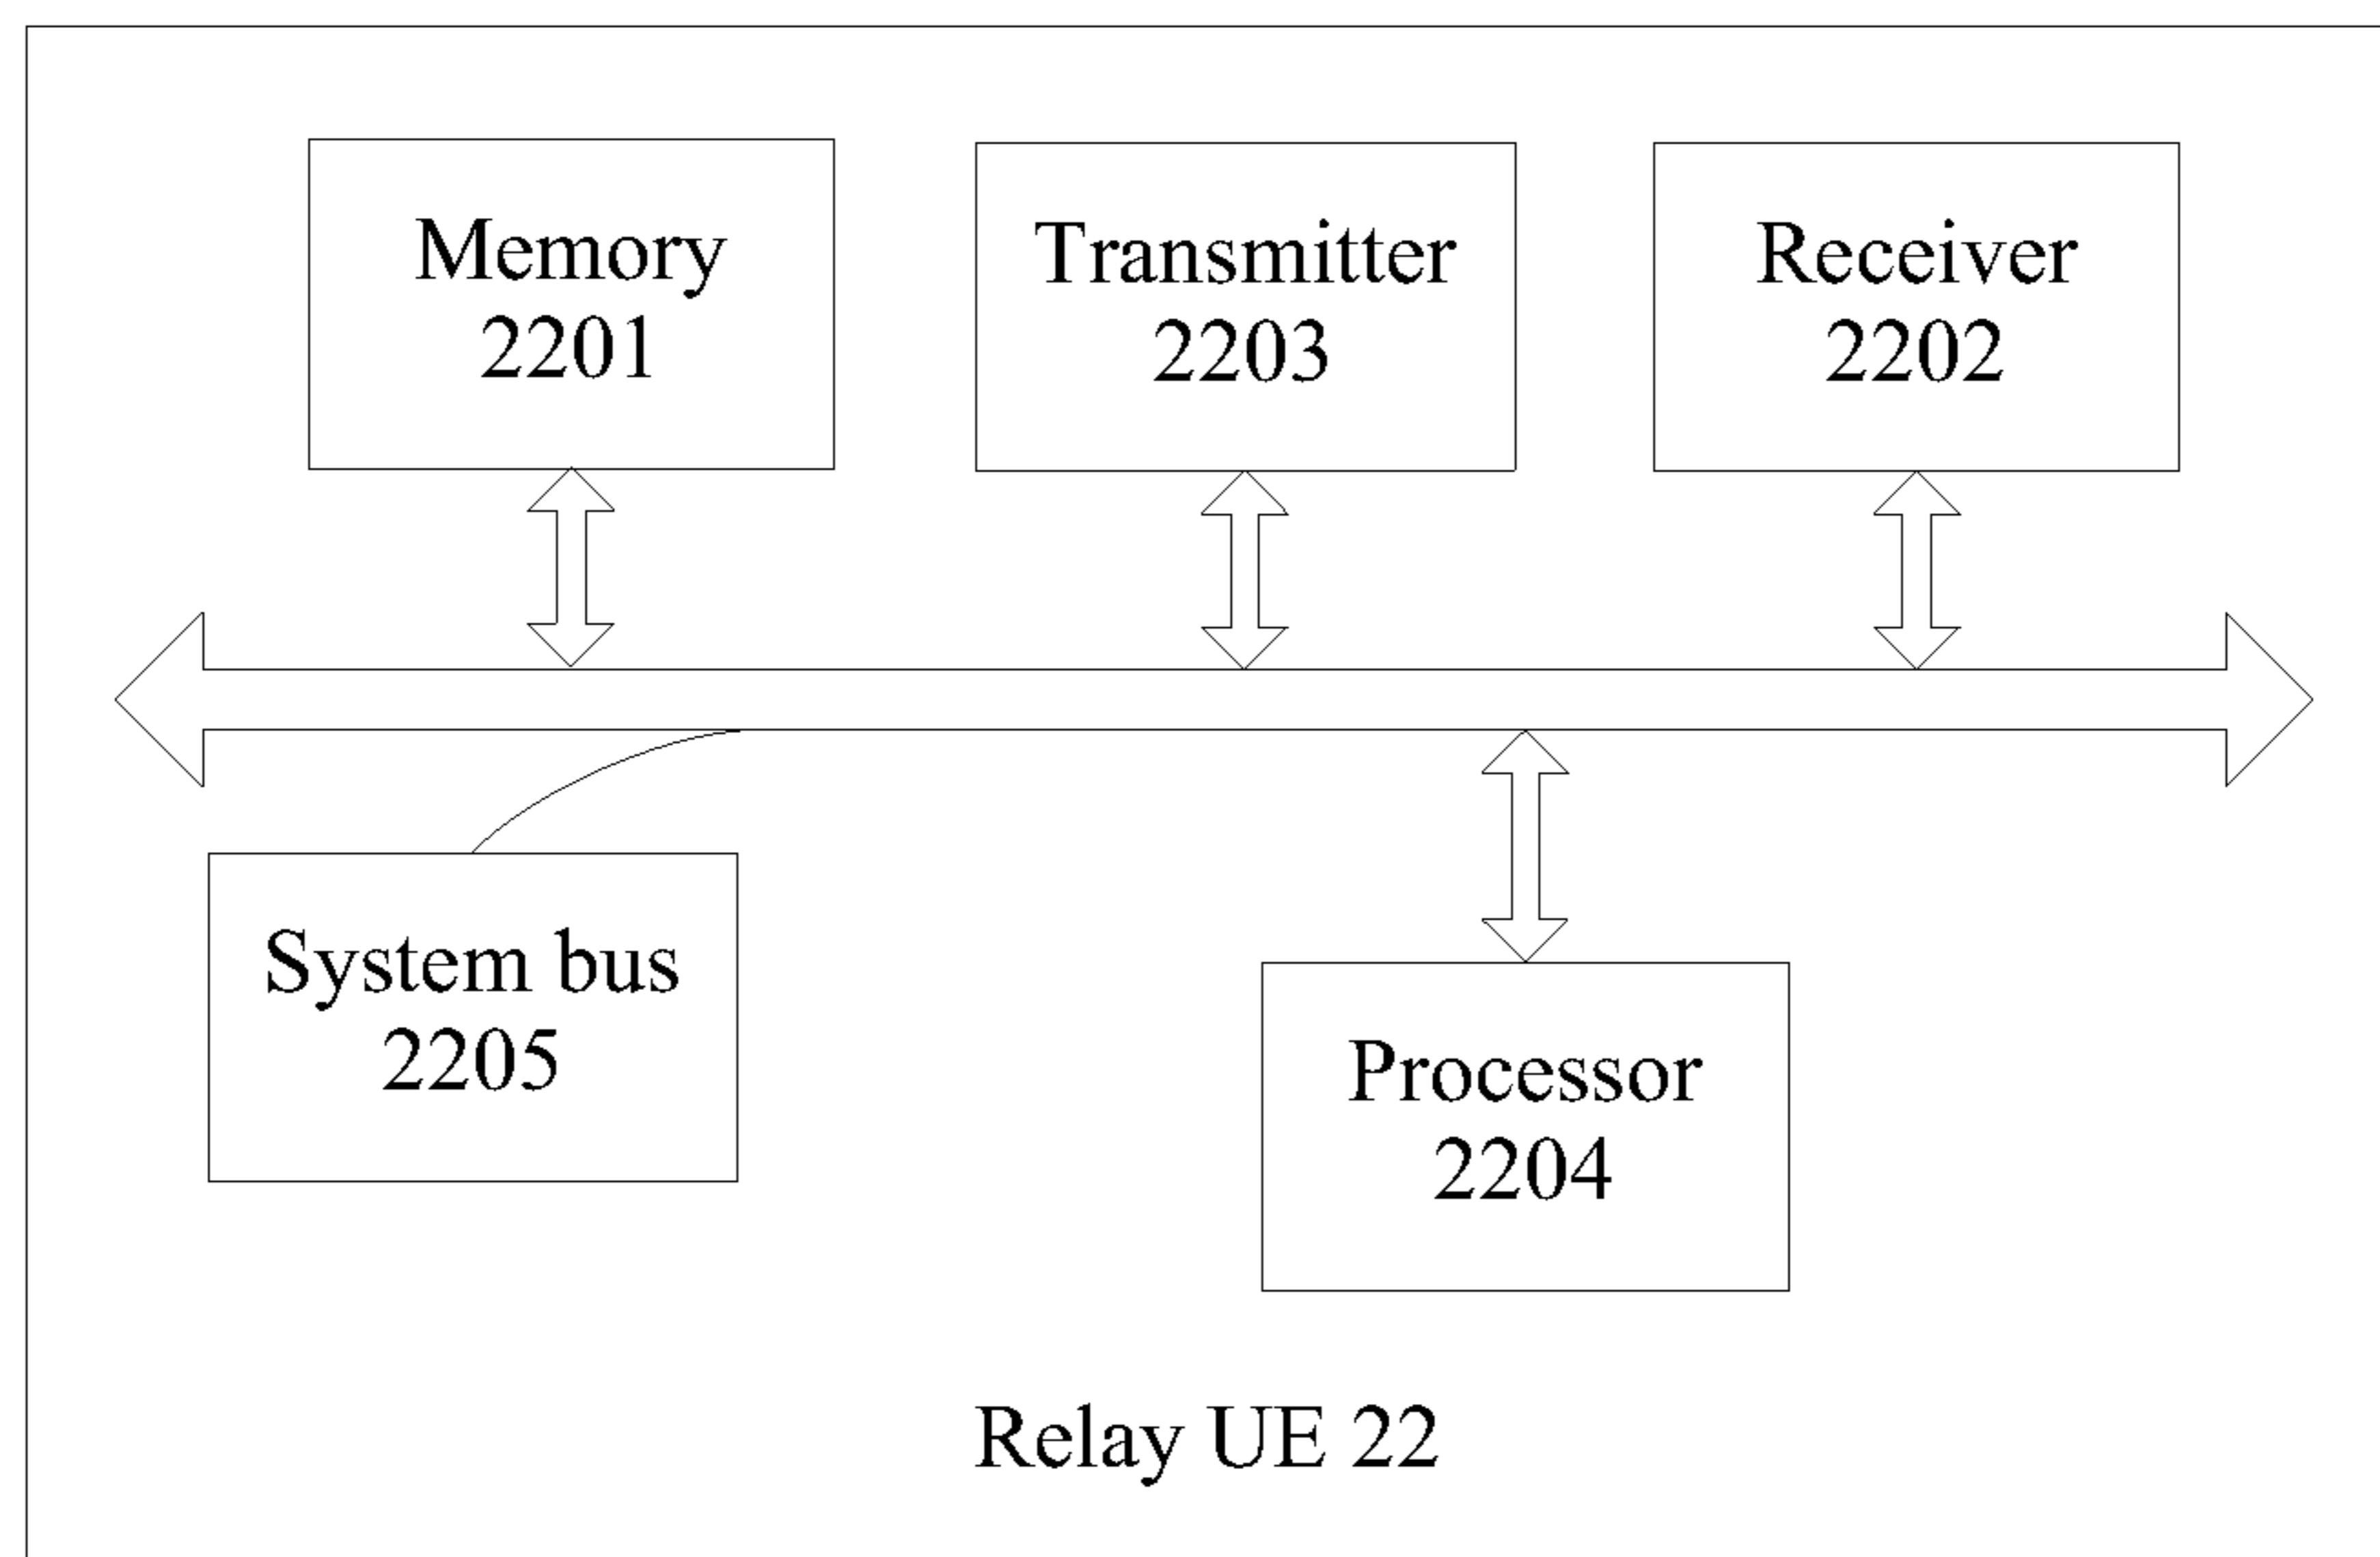 Memory
2201
Transmitter
2203
Receiver
2202
System bus
2205
Processor
2204
Relay UE 22